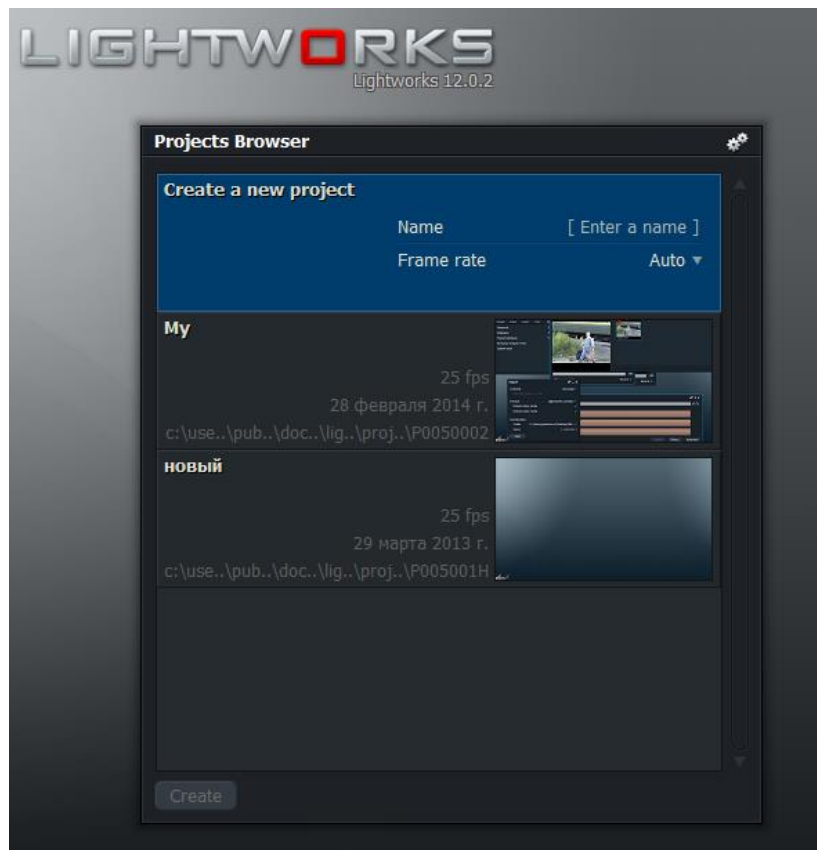 LIGHTWORKS
Lightworks 12.0.2
Projects Browser
Create a new project
Name [ Enter a name ]
Frame rate Auto
My
25 fps
28 февраля 2014 г.
c:\use..\pub..\doc..\lig..\proj..\P0050002
новый
25 fps
29 марта 2013 г.
c:\use..\pub..\doc..\lig..\proj..\P005001H
Create